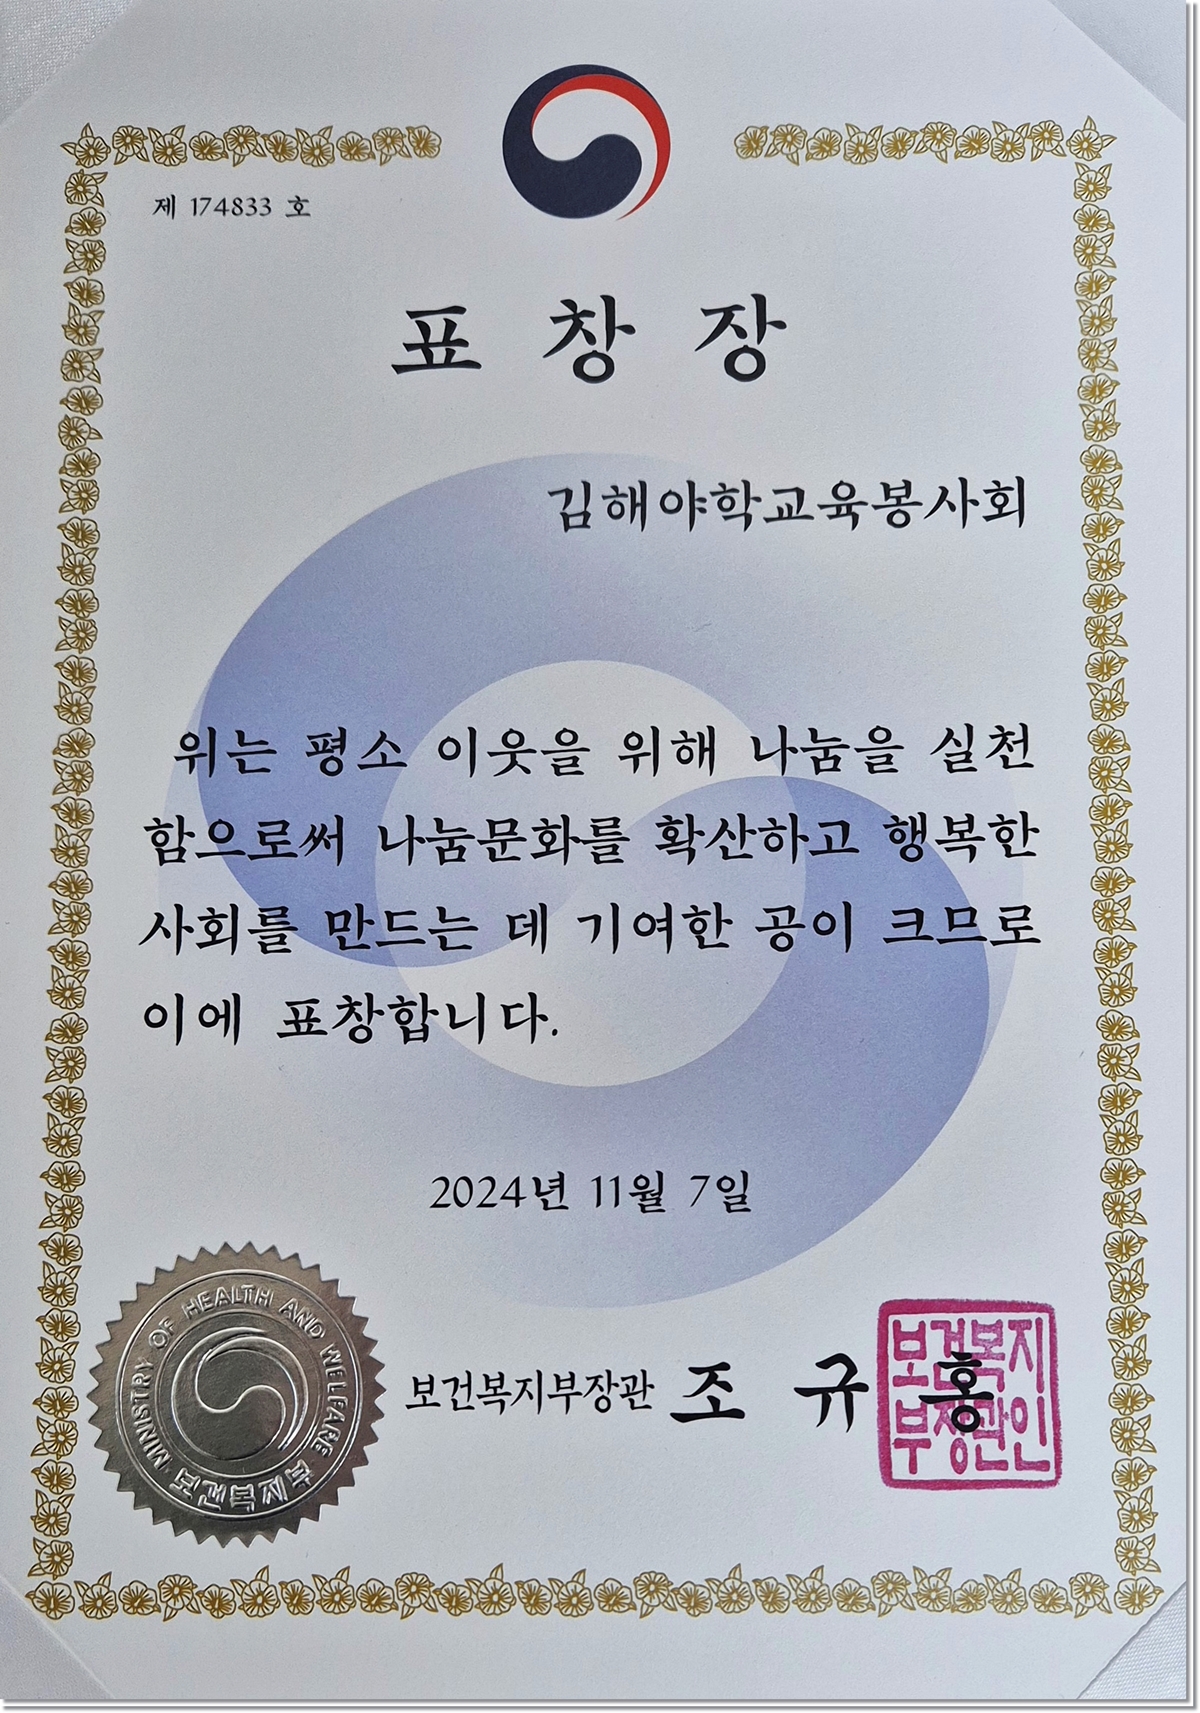 제 174833 호
표 창 장
김해야학교육봉사회
위는 평소 이웃을 위해 나눔을 실천
함으로써 나눔문화를 확산하고 행복한
사회를 만드는 데 기여한 공이 크므로
이에 표창합니다.
2024년 11월 7일
MINISTRY OF HEALTH AND WELFARE
보건복지부
보건복지부장관 조 규 홍
보건복지
부장관인